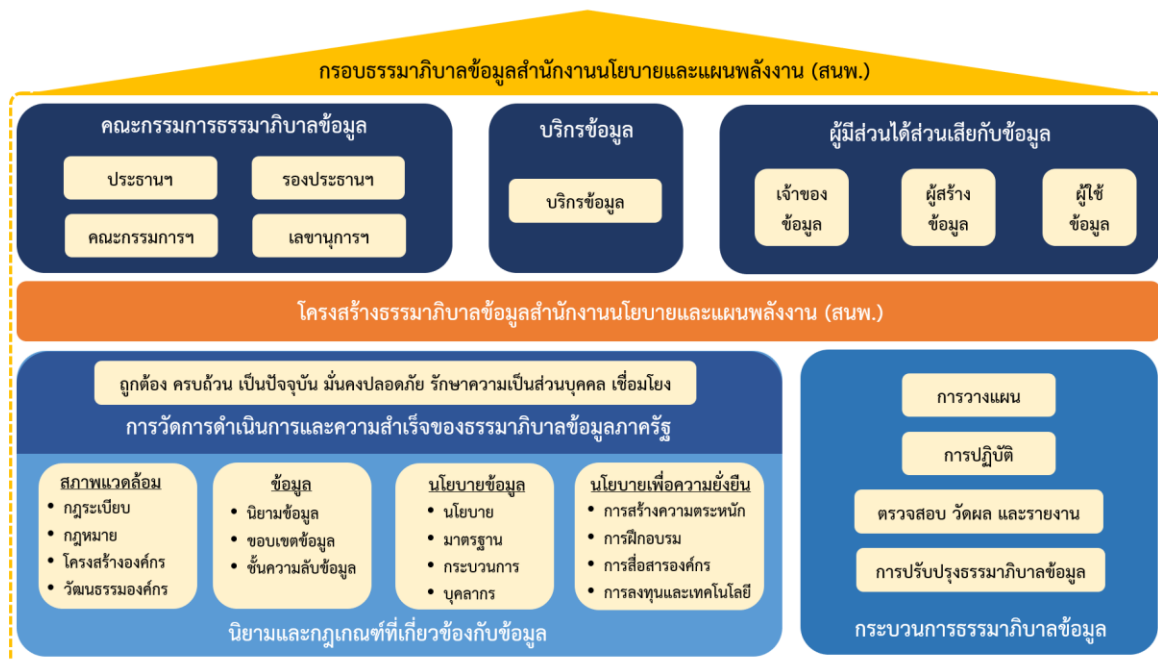 กรอบธรรมาภิบาลข้อมูลสำนักงานนโยบายและแผนพลังงาน (สนพ.)
คณะกรรมการธรรมาภิบาลข้อมูล
ประธานฯ
รองประธานฯ
คณะกรรมการฯ
เลขานุการฯ
บริกรข้อมูล
บริกรข้อมูล
ผู้มีส่วนได้ส่วนเสียกับข้อมูล
เจ้าของ
ข้อมูล
ผู้สร้าง
ข้อมูล
ผู้ใช้
ข้อมูล
โครงสร้างธรรมาภิบาลข้อมูลสำนักงานนโยบายและแผนพลังงาน (สนพ.)
ถูกต้อง ครบถ้วน เป็นปัจจุบัน มั่นคงปลอดภัย รักษาความเป็นส่วนบุคคล เชื่อมโยง
การวัดการดำเนินการและความสำเร็จของธรรมาภิบาลข้อมูลภาครัฐ
สภาพแวดล้อม
• กฎระเบียบ
• กฎหมาย
• โครงสร้างองค์กร
• วัฒนธรรมองค์กร
ข้อมูล
• นิยามข้อมูล
• ขอบเขตข้อมูล
• ชั้นความลับข้อมูล
นโยบายข้อมูล
• นโยบาย
• มาตรฐาน
• กระบวนการ
• บุคลากร
นโยบายเพื่อความยั่งยืน
• การสร้างความตระหนัก
• การฝึกอบรม
• การสื่อสารองค์กร
• การลงทุนและเทคโนโลยี
นิยามและกฎเกณฑ์ที่เกี่ยวข้องกับข้อมูล
การวางแผน
การปฏิบัติ
ตรวจสอบ วัดผล และรายงาน
การปรับปรุงธรรมาภิบาลข้อมูล
กระบวนการธรรมาภิบาลข้อมูล